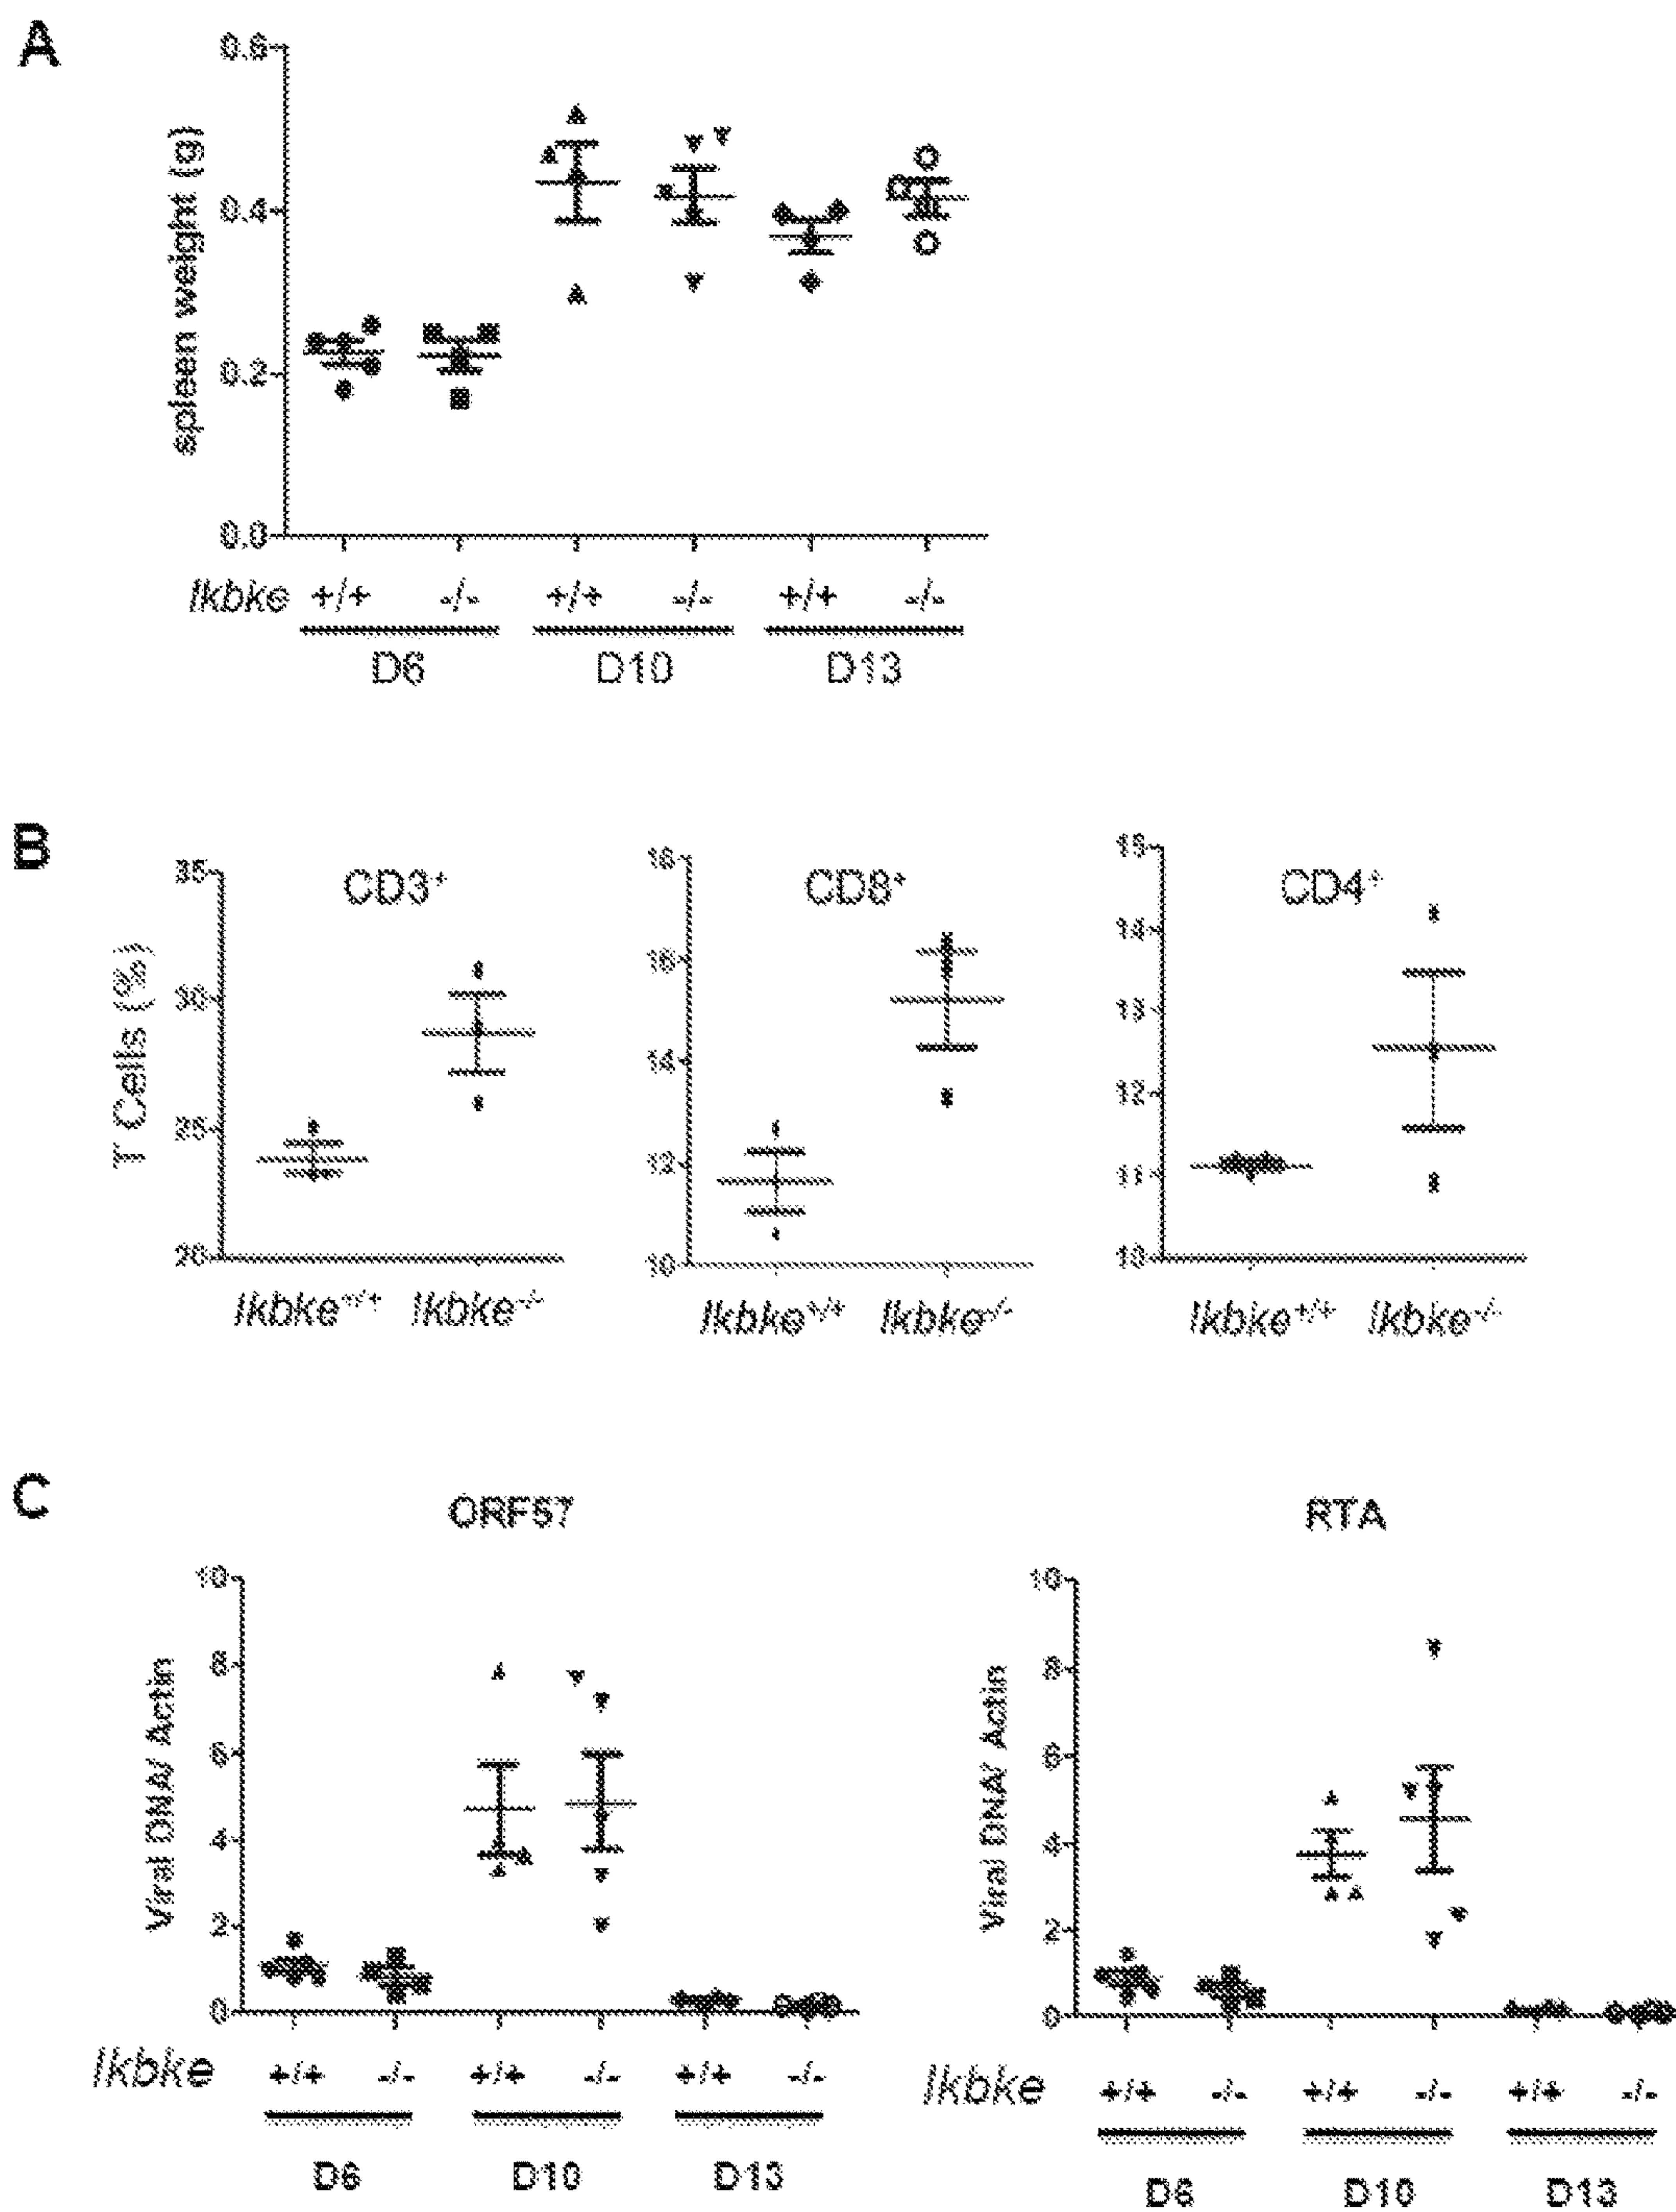 A
0.6
0.4
0.2
0.0
spleen weight (g)
Ikbke +/+ -/- +/+ -/- +/+ -/-
D6 D10 D13
B
CD3+ CD8+ CD4+
T Cells (%)
35
30
25
20
18
16
14
12
10
15
14
13
12
11
10
Ikbke+/+ Ikbke-/- Ikbke+/+ Ikbke-/- Ikbke+/+ Ikbke-/-
C
ORF57
Viral DNA/ Actin
10
8
6
4
2
0
Ikbke +/+ -/- +/+ -/- +/+ -/-
D6 D10 D13
RTA
Viral DNA/ Actin
10
8
6
4
2
0
Ikbke +/+ -/- +/+ -/- +/+ -/-
D6 D10 D13